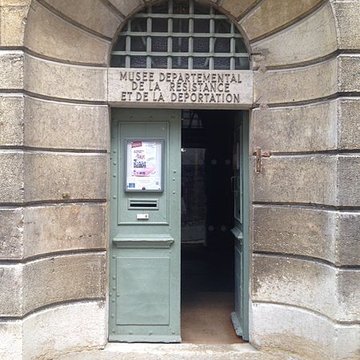 MUSEE DEPARTEMENTAL
DE LA RESISTANCE
ET DE LA DEPORTATION